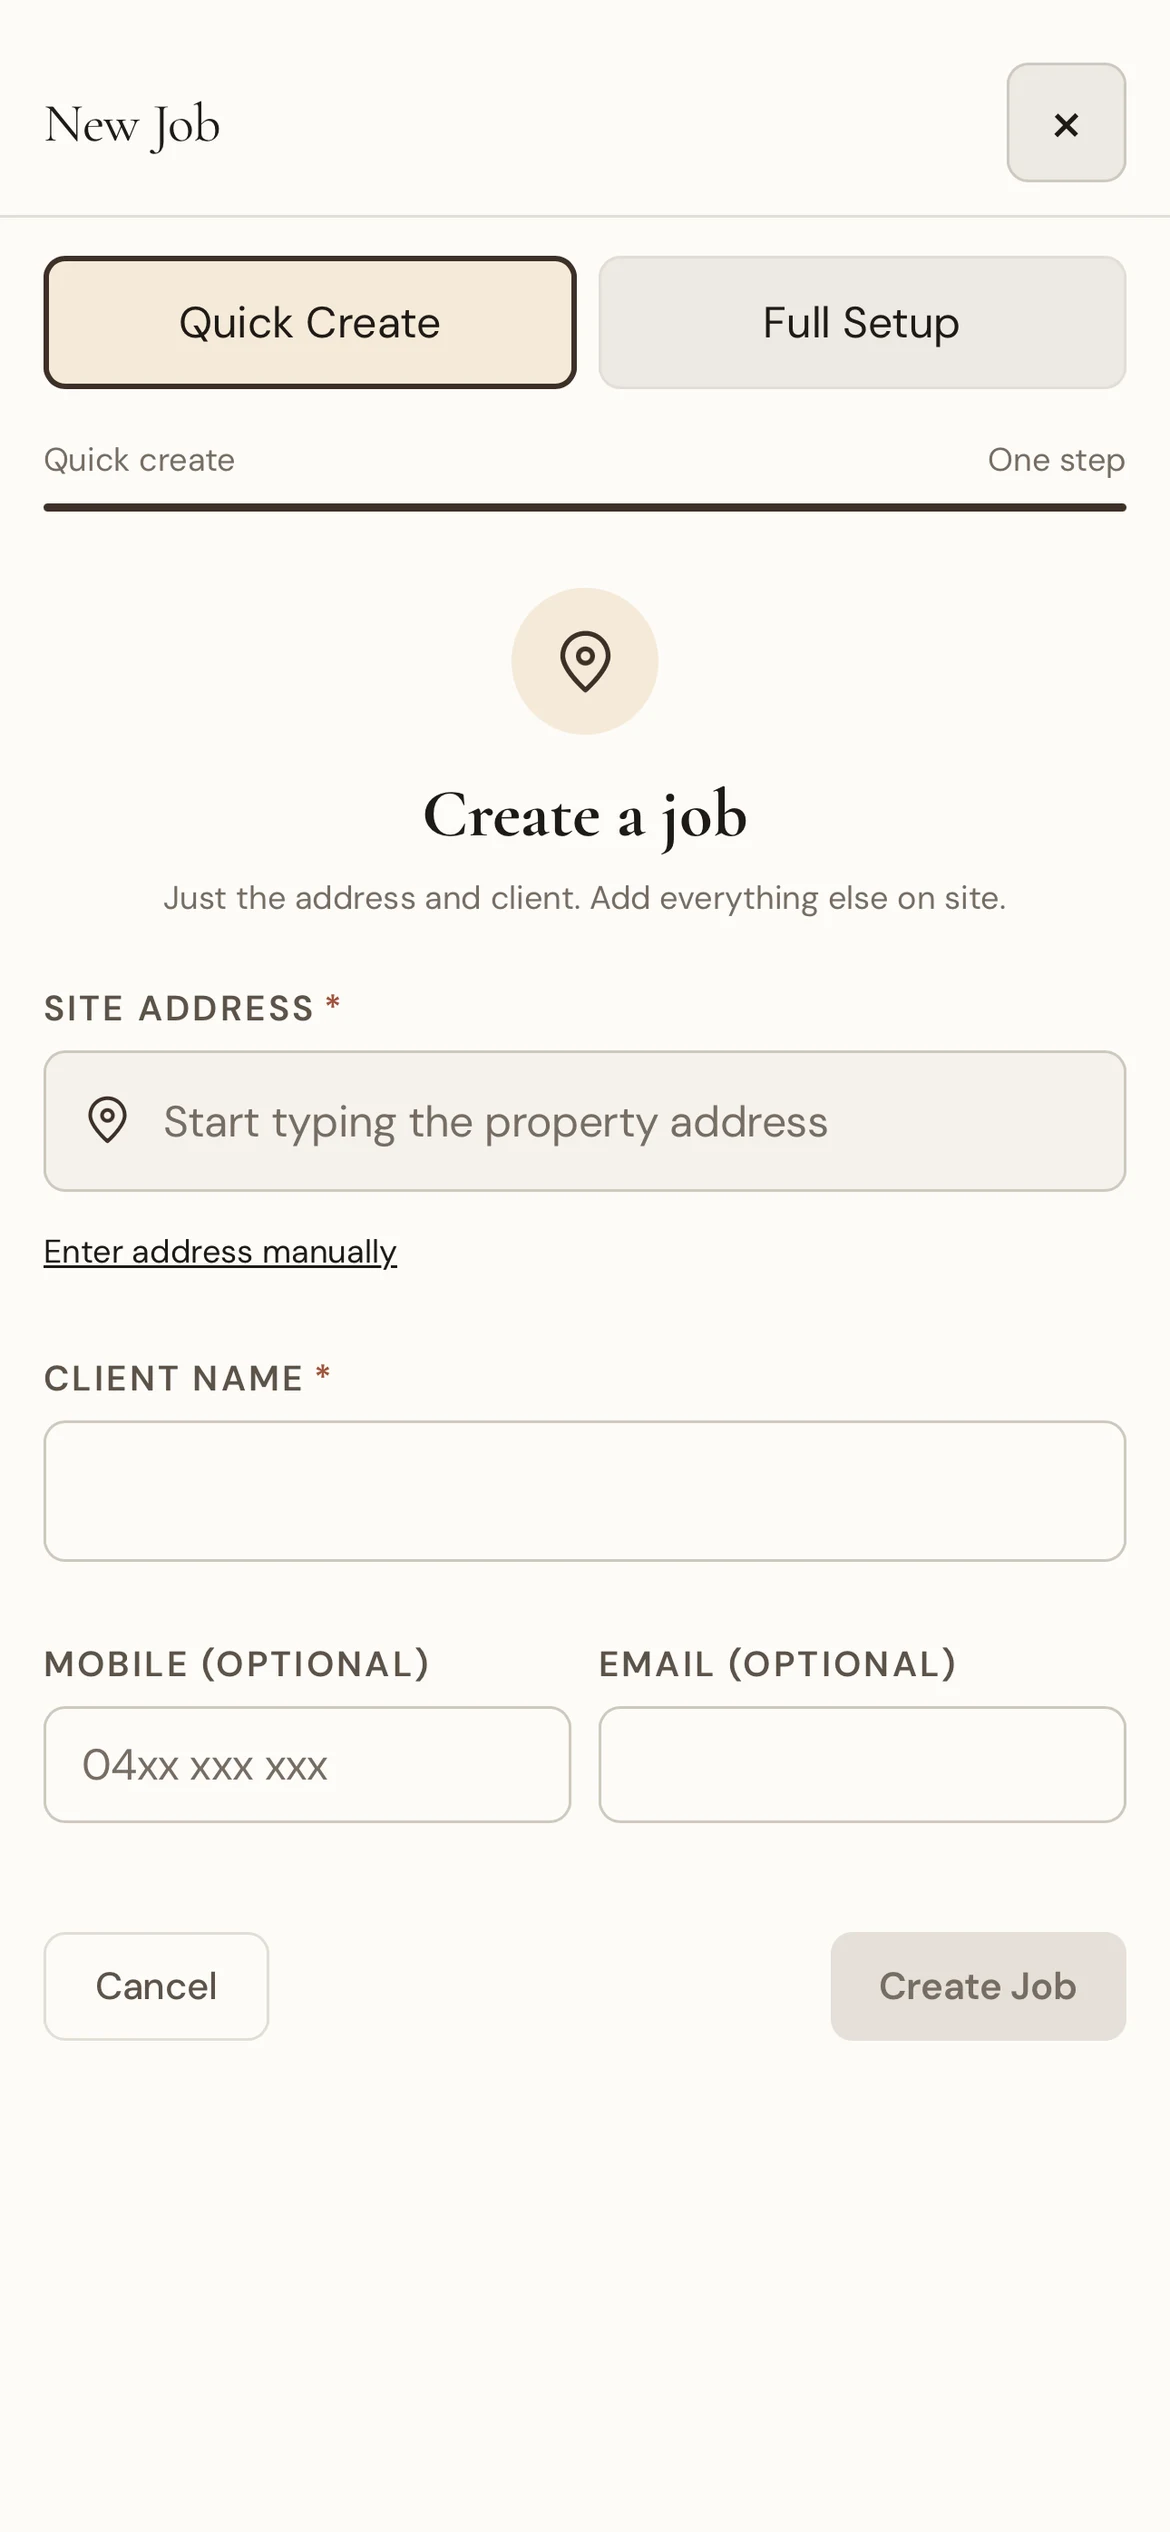 New Job
×
Quick Create
Full Setup
Quick create
One step
Create a job
Just the address and client. Add everything else on site.
SITE ADDRESS *
Start typing the property address
Enter address manually
CLIENT NAME *
MOBILE (OPTIONAL)
EMAIL (OPTIONAL)
04xx xxx xxx
Cancel
Create Job